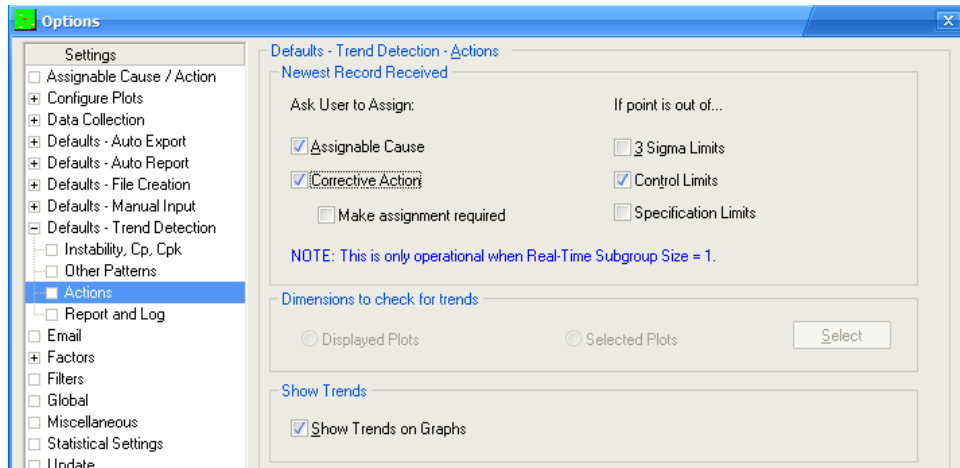 Options
Settings
Assignable Cause / Action
Configure Plots
Data Collection
Defaults - Auto Export
Defaults - Auto Report
Defaults - File Creation
Defaults - Manual Input
Defaults - Trend Detection
Instability, Cp, Cpk
Other Patterns
Actions
Report and Log
Email
Factors
Filters
Global
Miscellaneous
Statistical Settings
Update
Defaults - Trend Detection - Actions
Newest Record Received
Ask User to Assign:
If point is out of...
Assignable Cause
3 Sigma Limits
Corrective Action
Control Limits
Make assignment required
Specification Limits
NOTE: This is only operational when Real-Time Subgroup Size = 1.
Dimensions to check for trends
Displayed Plots
Selected Plots
Select
Show Trends
Show Trends on Graphs